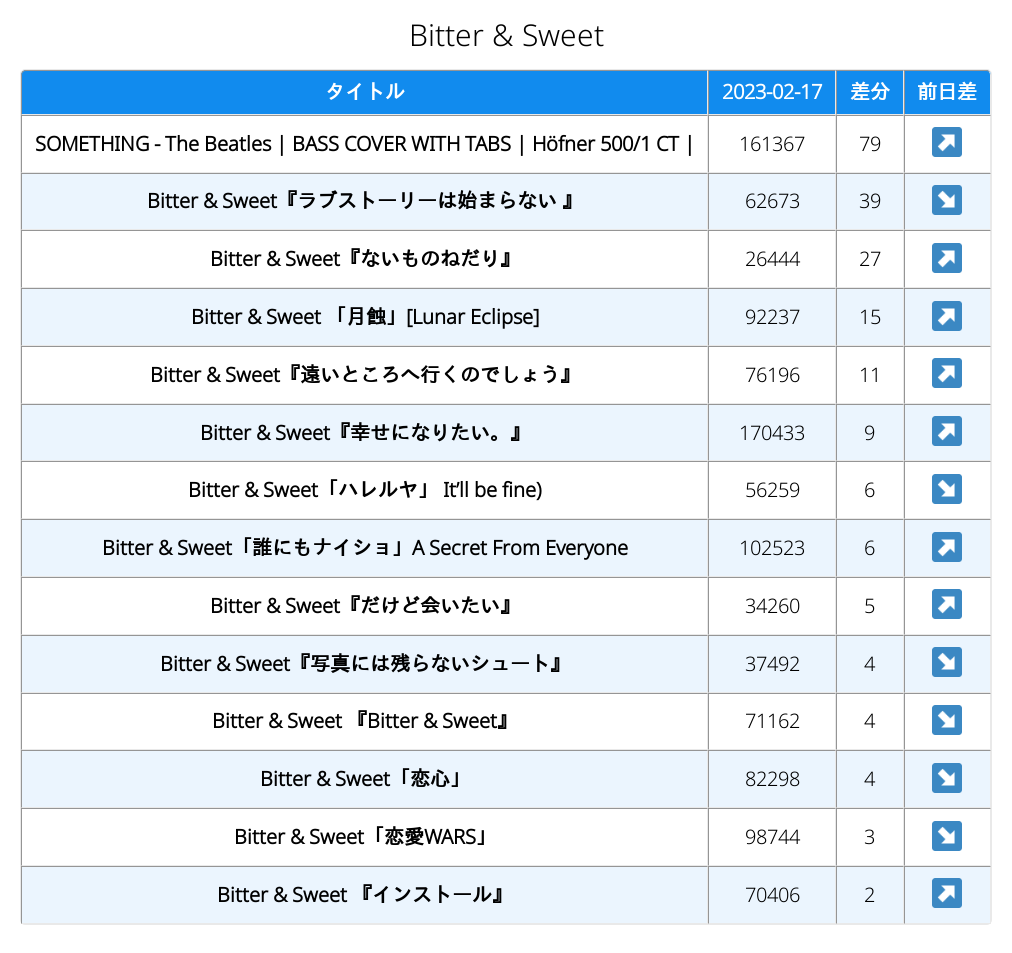 Bitter & Sweet
タイトル 2023-02-17 差分 前日差
SOMETHING - The Beatles | BASS COVER WITH TABS | Höfner 500/1 CT | 161367 79 ↗
Bitter & Sweet『ラブストーリーは始まらない 』 62673 39 ↘
Bitter & Sweet『ないものねだり』 26444 27 ↗
Bitter & Sweet 「月蝕」[Lunar Eclipse] 92237 15 ↗
Bitter & Sweet『遠いところへ行くのでしょう』 76196 11 ↗
Bitter & Sweet『幸せになりたい。』 170433 9 ↗
Bitter & Sweet「ハレルヤ」 It’ll be fine) 56259 6 ↘
Bitter & Sweet「誰にもナイショ」A Secret From Everyone 102523 6 ↗
Bitter & Sweet『だけど会いたい』 34260 5 ↗
Bitter & Sweet『写真には残らないシュート』 37492 4 ↘
Bitter & Sweet 『Bitter & Sweet』 71162 4 ↘
Bitter & Sweet「恋心」 82298 4 ↘
Bitter & Sweet「恋愛WARS」 98744 3 ↘
Bitter & Sweet 『インストール』 70406 2 ↗